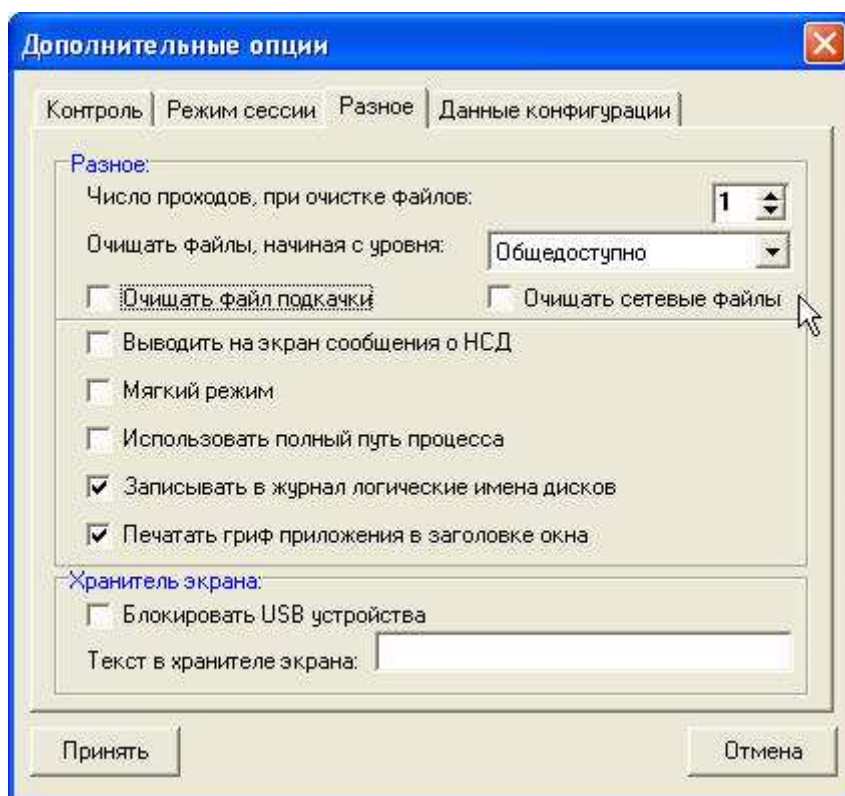 Дополнительные опции
Контроль Режим сессии Разное Данные конфигурации
Разное:
Число проходов, при очистке файлов: 1
Очищать файлы, начиная с уровня: Общедоступно
Очищать файл подкачки Очищать сетевые файлы
Выводить на экран сообщения о НСД
Мягкий режим
Использовать полный путь процесса
Записывать в журнал логические имена дисков
Печатать гриф приложения в заголовке окна
Хранитель экрана:
Блокировать USB устройства
Текст в хранителе экрана:
Принять Отмена